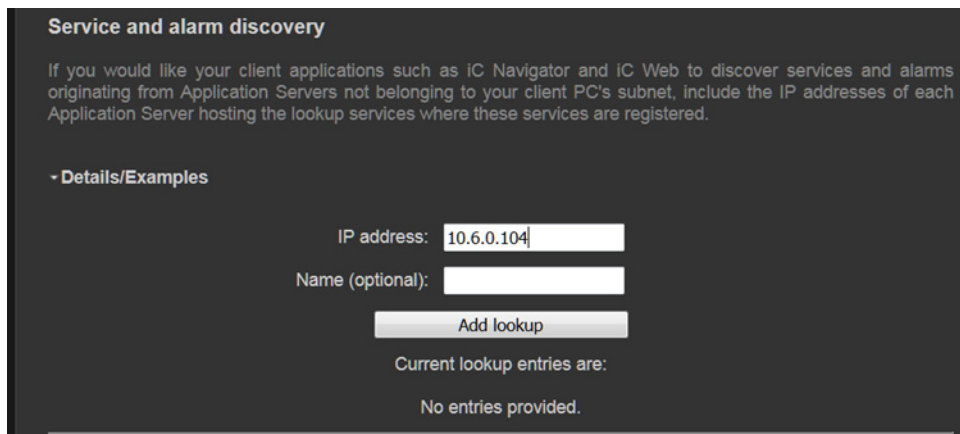 Service and alarm discovery
If you would like your client applications such as iC Navigator and iC Web to discover services and alarms
originating from Application Servers not belonging to your client PC's subnet, include the IP addresses of each
Application Server hosting the lookup services where these services are registered.
Details/Examples
IP address: 10.6.0.104
Name (optional):
Add lookup
Current lookup entries are:
No entries provided.